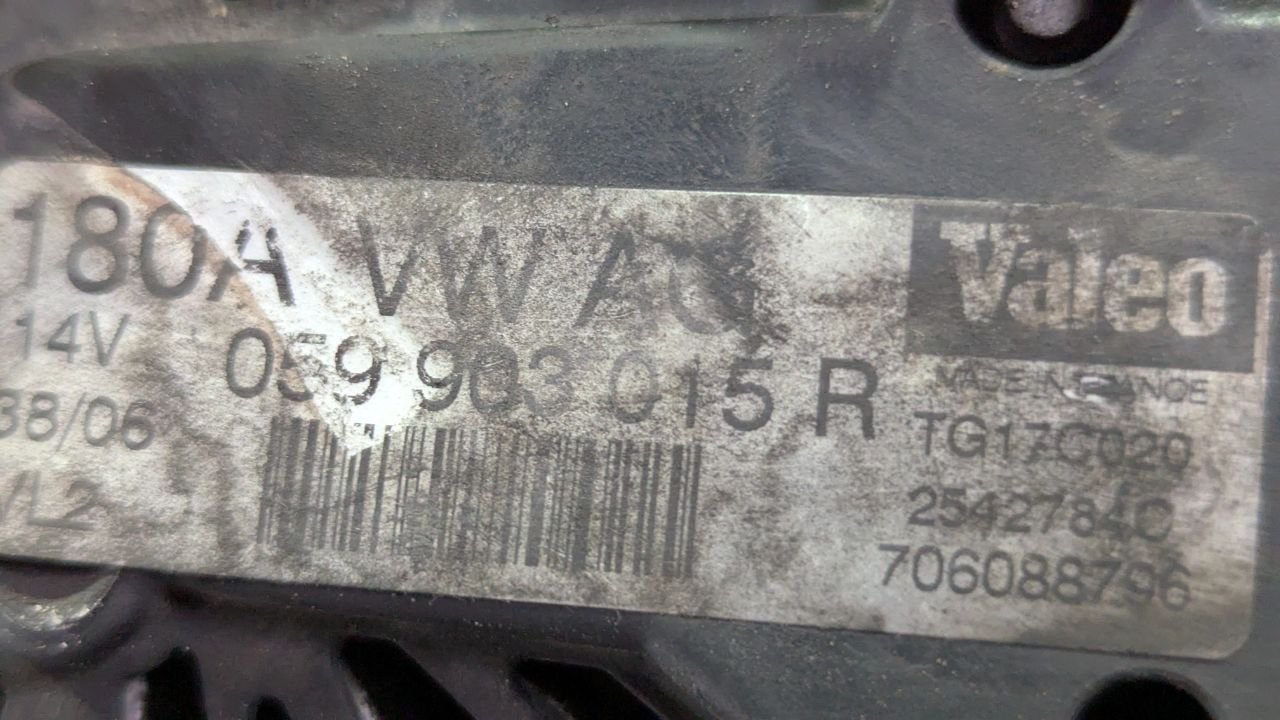 180A VW AG
Valeo
14V
059 903 015 R
MADE IN FRANCE
38/06
TG17C020
2542784C
706088796